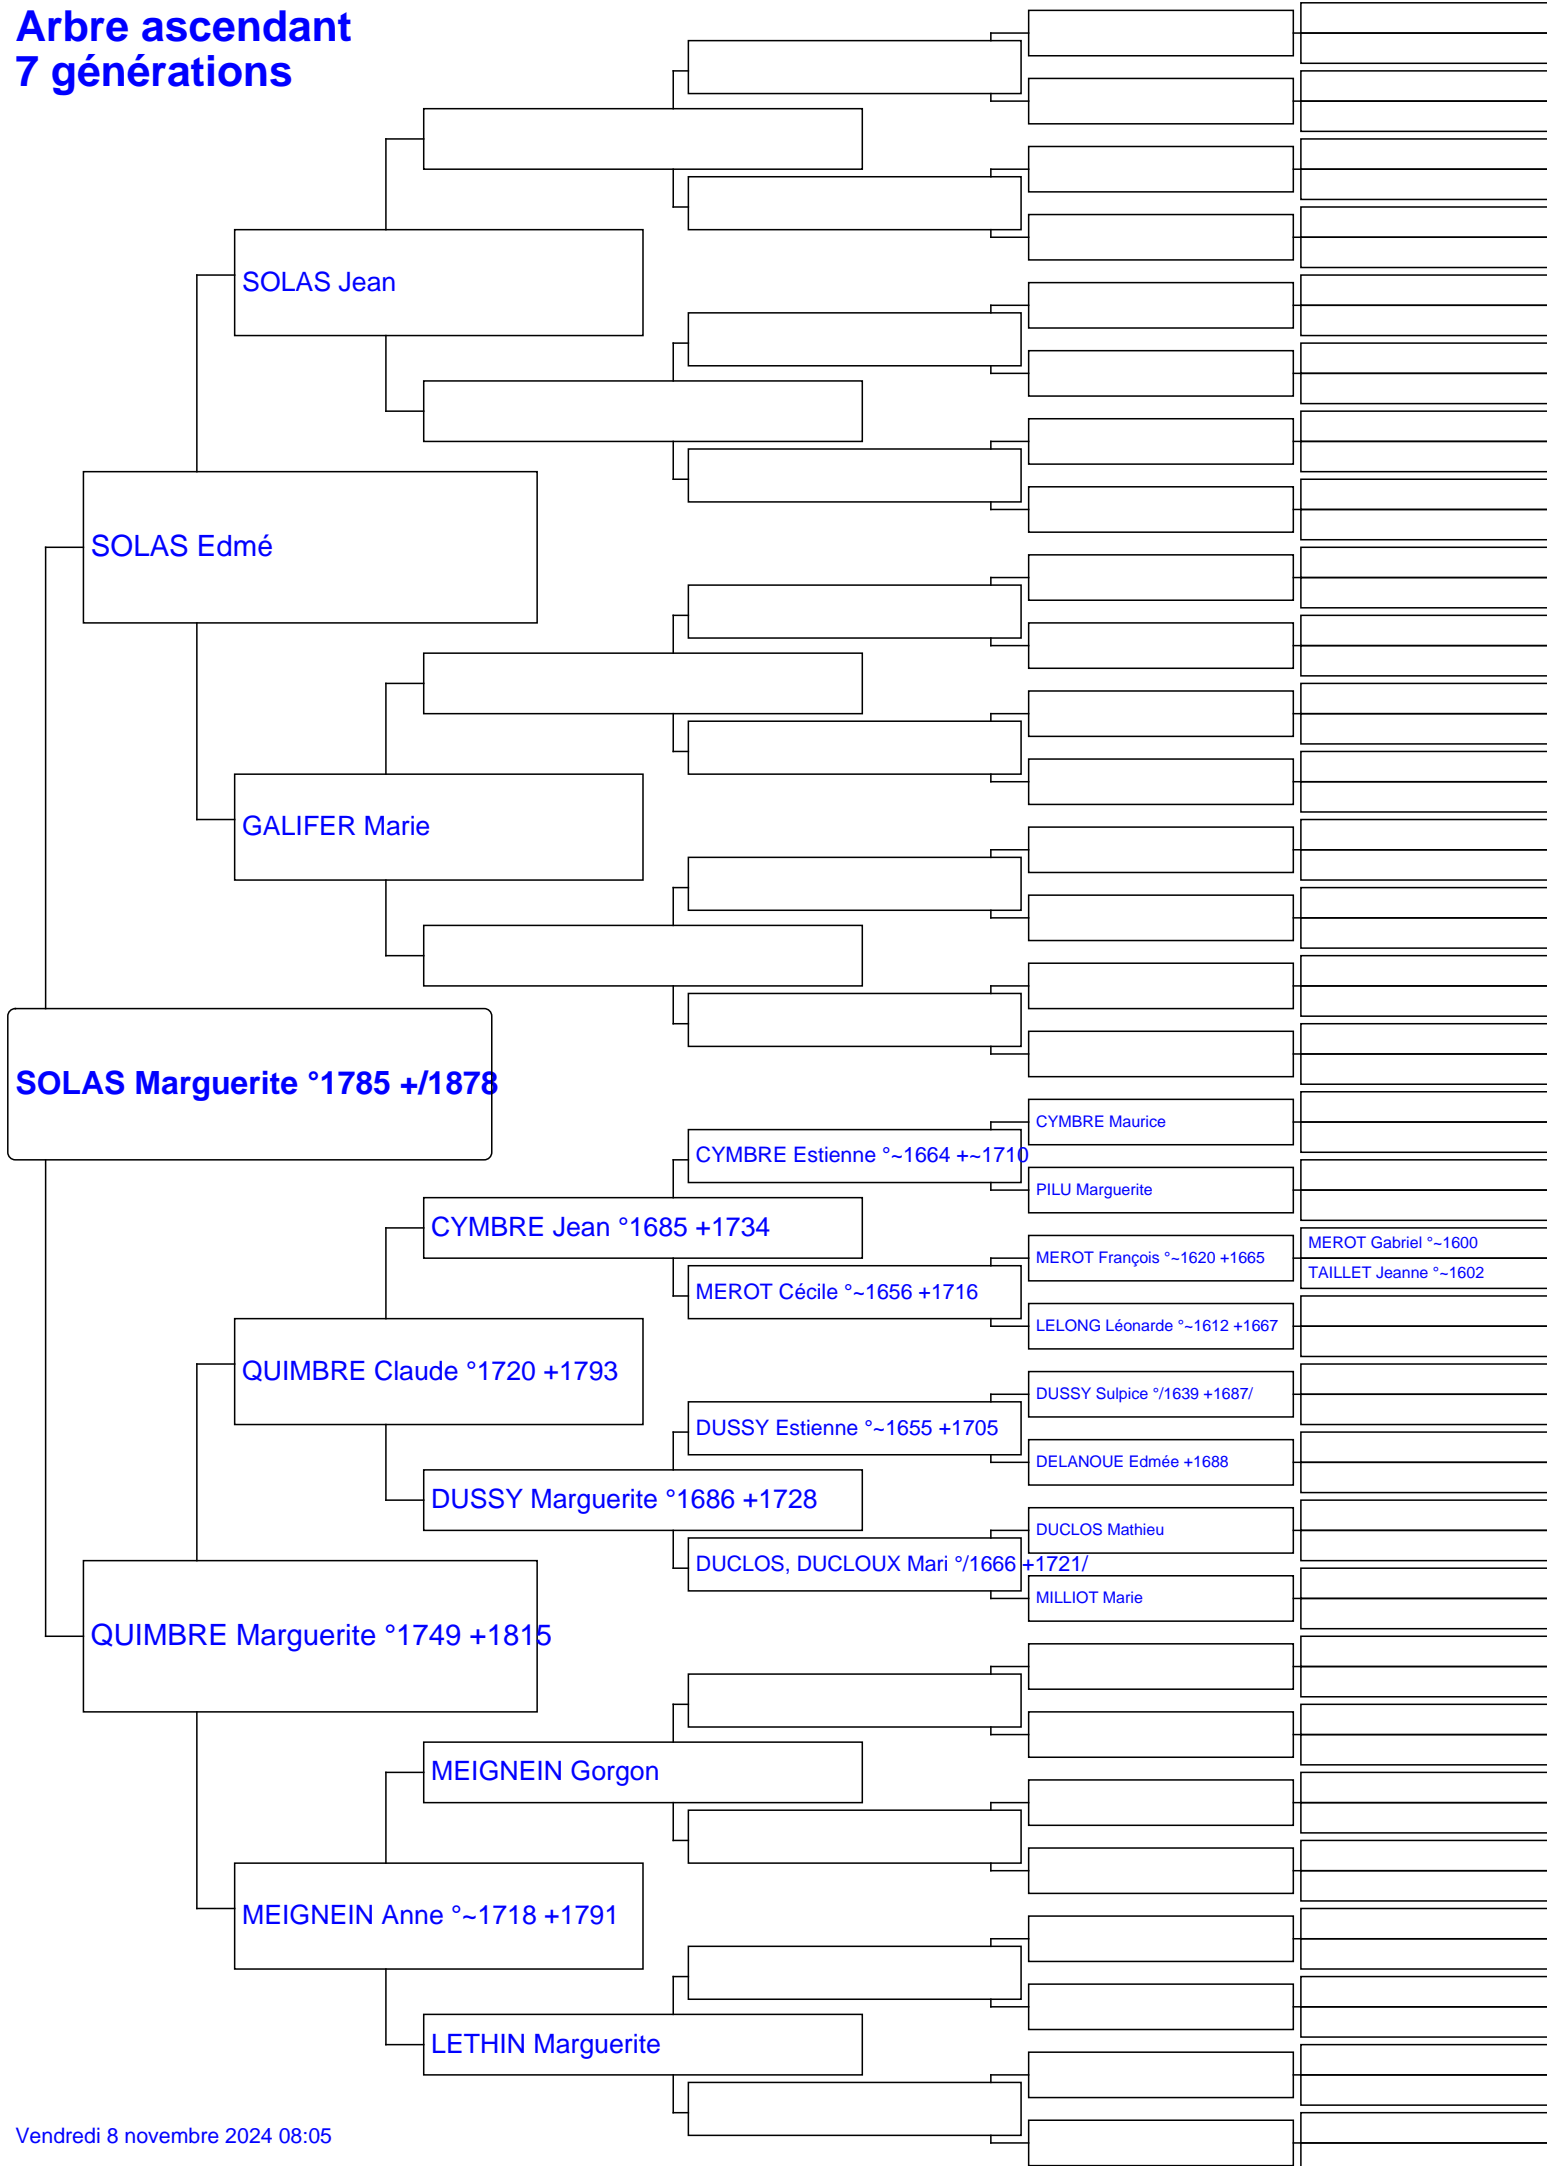 Arbre ascendant
7 générations
SOLAS Jean
SOLAS Edmé
GALIFER Marie
SOLAS Marguerite °1785 +/1878
CYMBRE Maurice
CYMBRE Estienne °~1664 +~1710
PILU Marguerite
CYMBRE Jean °1685 +1734
MEROT Gabriel °~1600
MEROT François °~1620 +1665
TAILLET Jeanne °~1602
MEROT Cécile °~1656 +1716
LELONG Léonarde °~1612 +1667
QUIMBRE Claude °1720 +1793
DUSSY Sulpice °/1639 +1687/
DUSSY Estienne °~1655 +1705
DELANOUE Edmée +1688
DUSSY Marguerite °1686 +1728
DUCLOS Mathieu
DUCLOS, DUCLOUX Mari °/1666 +1721/
MILLIOT Marie
QUIMBRE Marguerite °1749 +1815
MEIGNEIN Gorgon
MEIGNEIN Anne °~1718 +1791
LETHIN Marguerite
Vendredi 8 novembre 2024 08:05